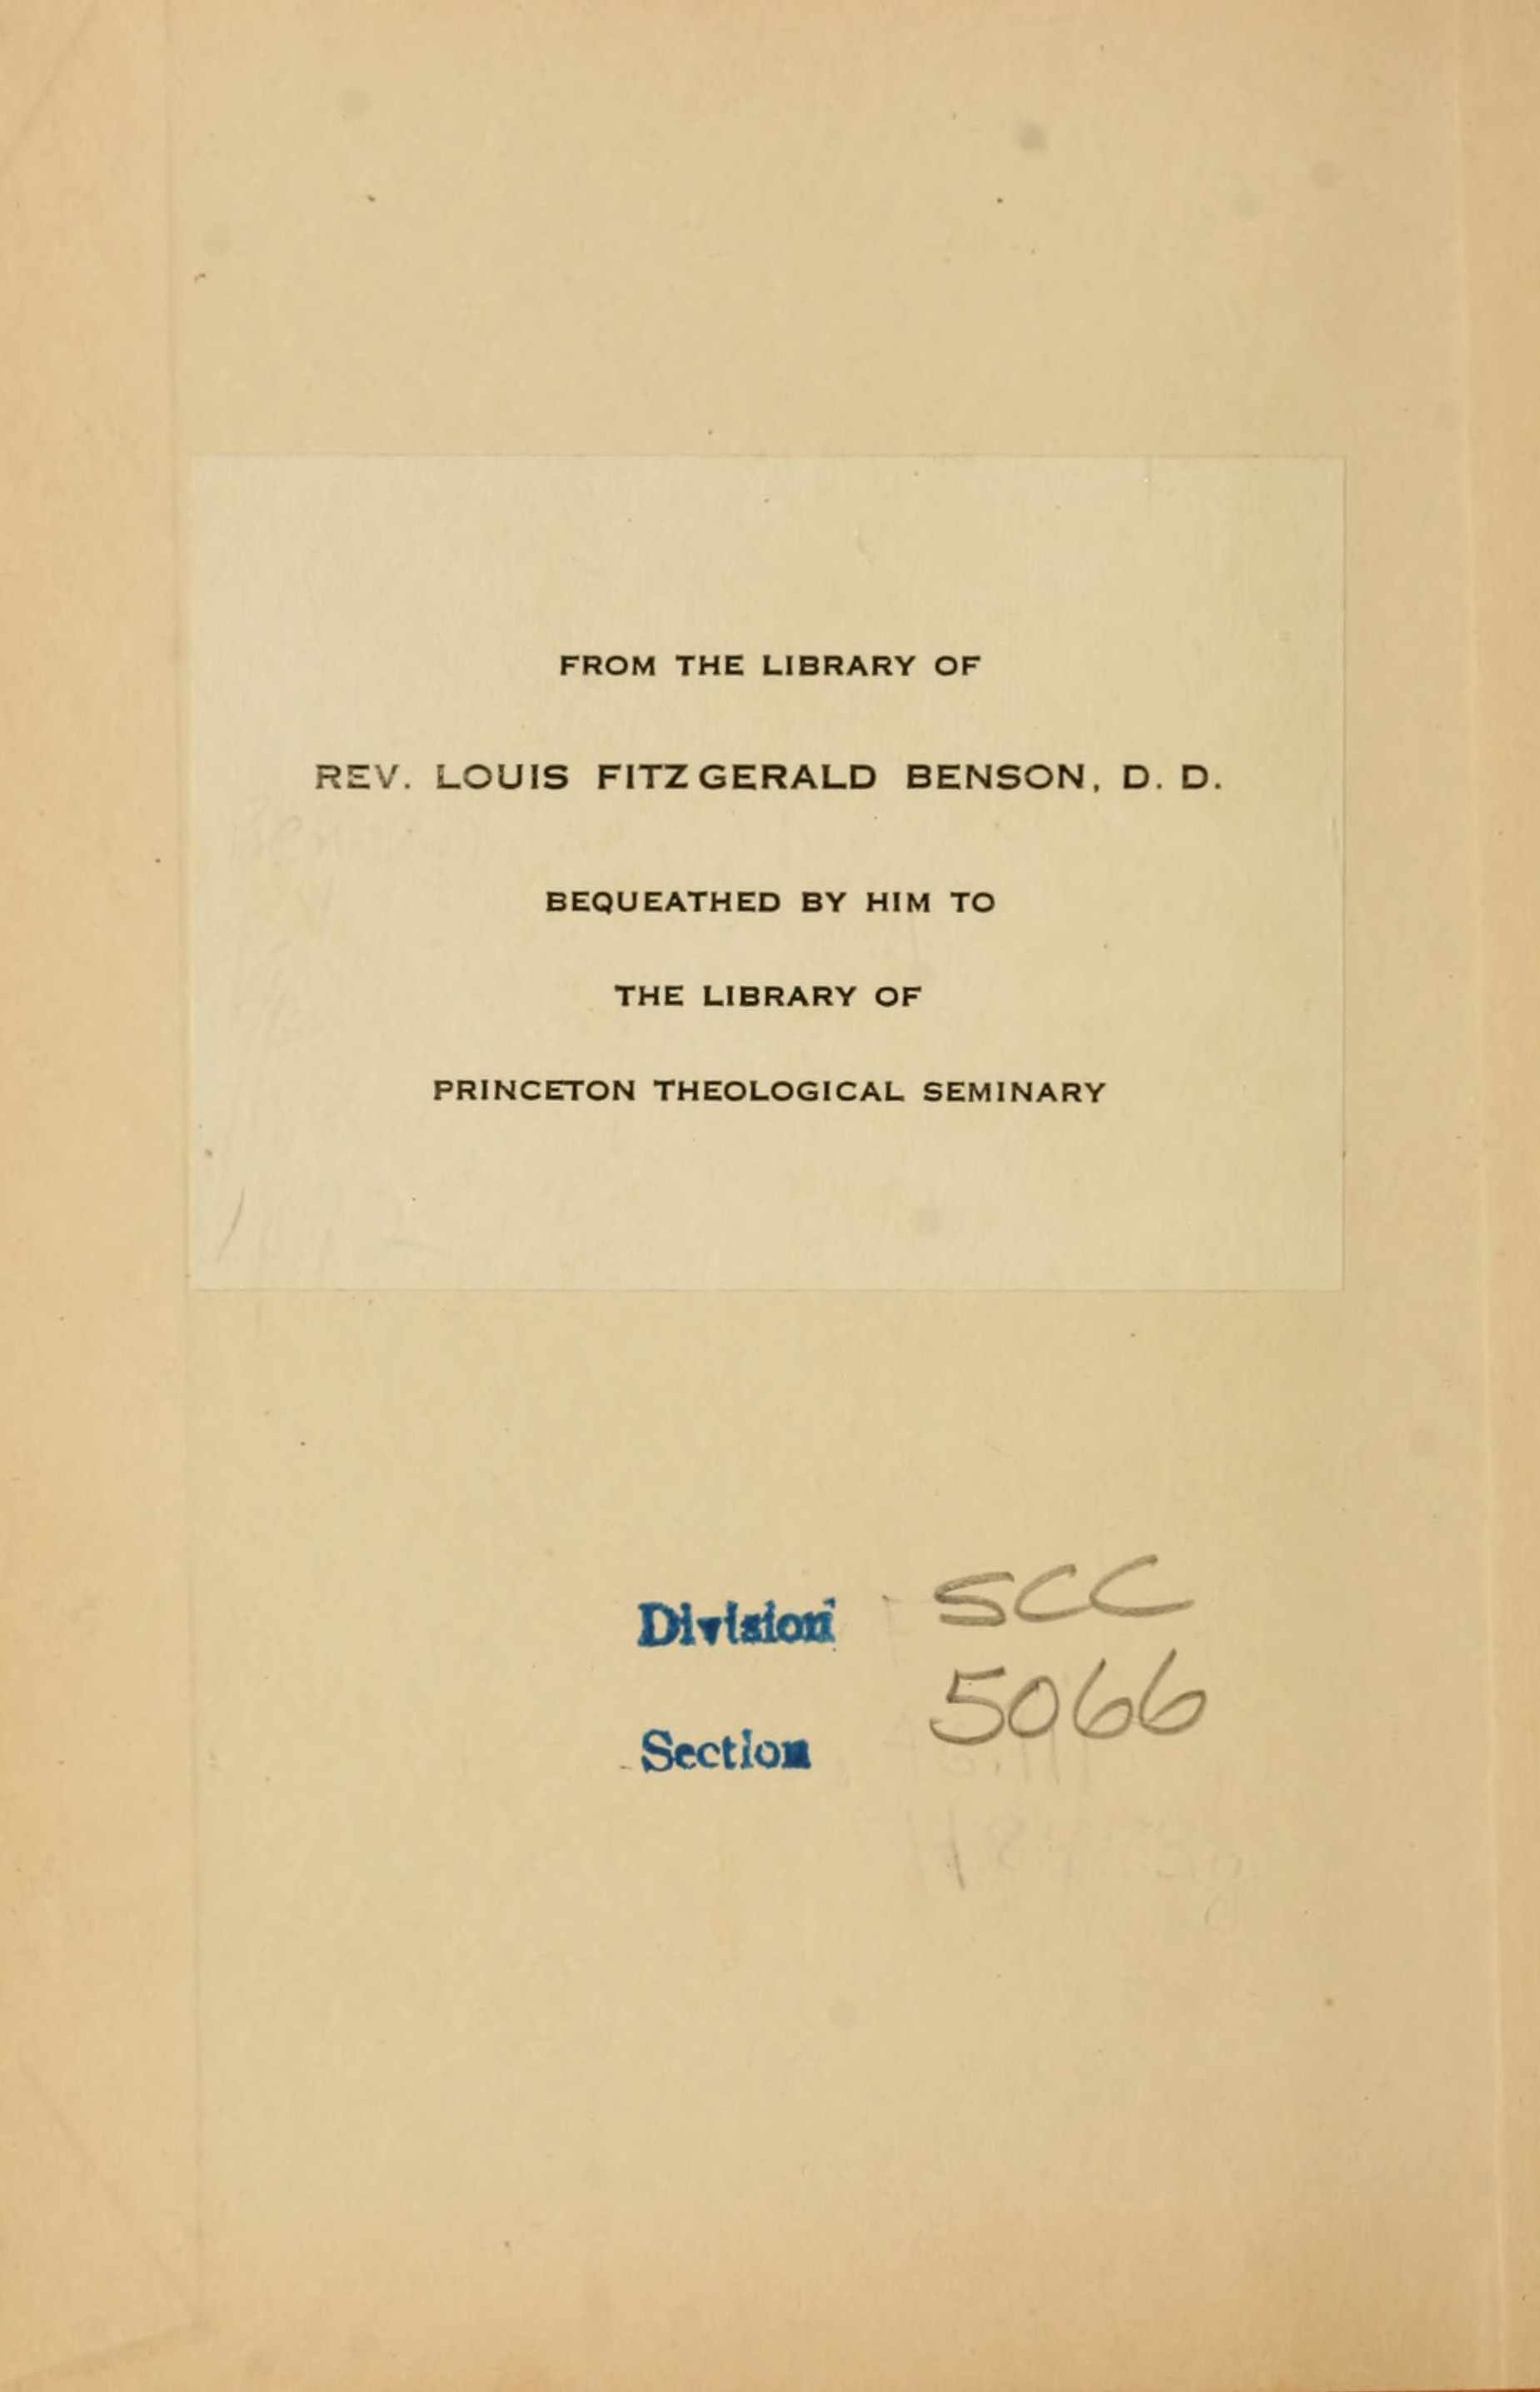 FROM THE LIBRARY OF
REV. LOUIS FITZGERALD BENSON, D. D.
BEQUEATHED BY HIM TO
THE LIBRARY OF
PRINCETON THEOLOGICAL SEMINARY
Division SCC
5066
Section